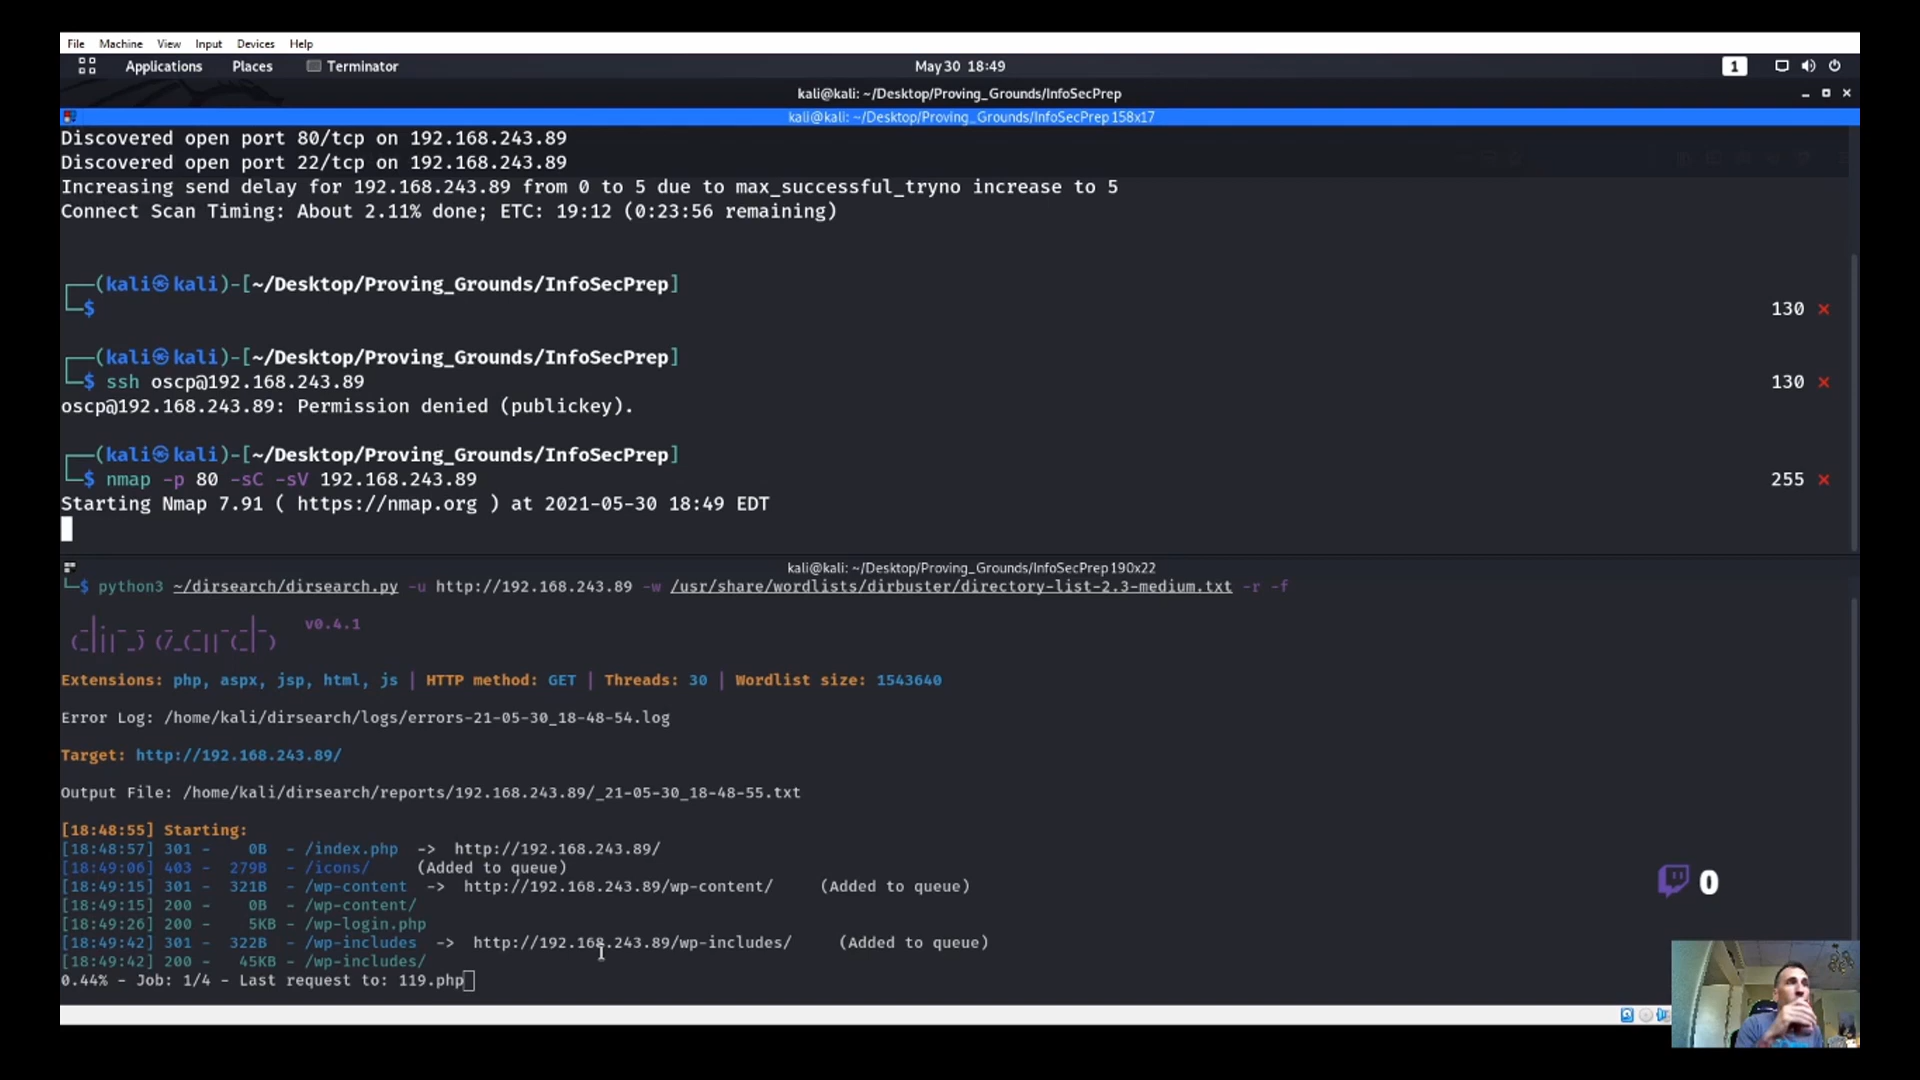 File Machine View Input Devices Help
Applications Places Terminator May 30 18:49 1
kali@kali: ~/Desktop/Proving_Grounds/InfoSecPrep
kali@kali: ~/Desktop/Proving_Grounds/InfoSecPrep 158x17
Discovered open port 80/tcp on 192.168.243.89
Discovered open port 22/tcp on 192.168.243.89
Increasing send delay for 192.168.243.89 from 0 to 5 due to max_successful_tryno increase to 5
Connect Scan Timing: About 2.11% done; ETC: 19:12 (0:23:56 remaining)
┌──(kali㉿kali)-[~/Desktop/Proving_Grounds/InfoSecPrep]
└─$ 130 ⨯
┌──(kali㉿kali)-[~/Desktop/Proving_Grounds/InfoSecPrep]
└─$ ssh oscp@192.168.243.89 130 ⨯
oscp@192.168.243.89: Permission denied (publickey).
┌──(kali㉿kali)-[~/Desktop/Proving_Grounds/InfoSecPrep]
└─$ nmap -p 80 -sC -sV 192.168.243.89 255 ⨯
Starting Nmap 7.91 ( https://nmap.org ) at 2021-05-30 18:49 EDT
kali@kali: ~/Desktop/Proving_Grounds/InfoSecPrep 190x22
└─$ python3 ~/dirsearch/dirsearch.py -u http://192.168.243.89 -w /usr/share/wordlists/dirbuster/directory-list-2.3-medium.txt -r -f
v0.4.1
Extensions: php, aspx, jsp, html, js | HTTP method: GET | Threads: 30 | Wordlist size: 1543640
Error Log: /home/kali/dirsearch/logs/errors-21-05-30_18-48-54.log
Target: http://192.168.243.89/
Output File: /home/kali/dirsearch/reports/192.168.243.89/_21-05-30_18-48-55.txt
[18:48:55] Starting:
[18:48:57] 301 - 0B - /index.php -> http://192.168.243.89/
[18:49:06] 403 - 279B - /icons/ (Added to queue)
[18:49:15] 301 - 321B - /wp-content -> http://192.168.243.89/wp-content/ (Added to queue)
[18:49:15] 200 - 0B - /wp-content/
[18:49:26] 200 - 5KB - /wp-login.php
[18:49:42] 301 - 322B - /wp-includes -> http://192.168.243.89/wp-includes/ (Added to queue)
[18:49:42] 200 - 45KB - /wp-includes/
0.44% - Job: 1/4 - Last request to: 119.php
0